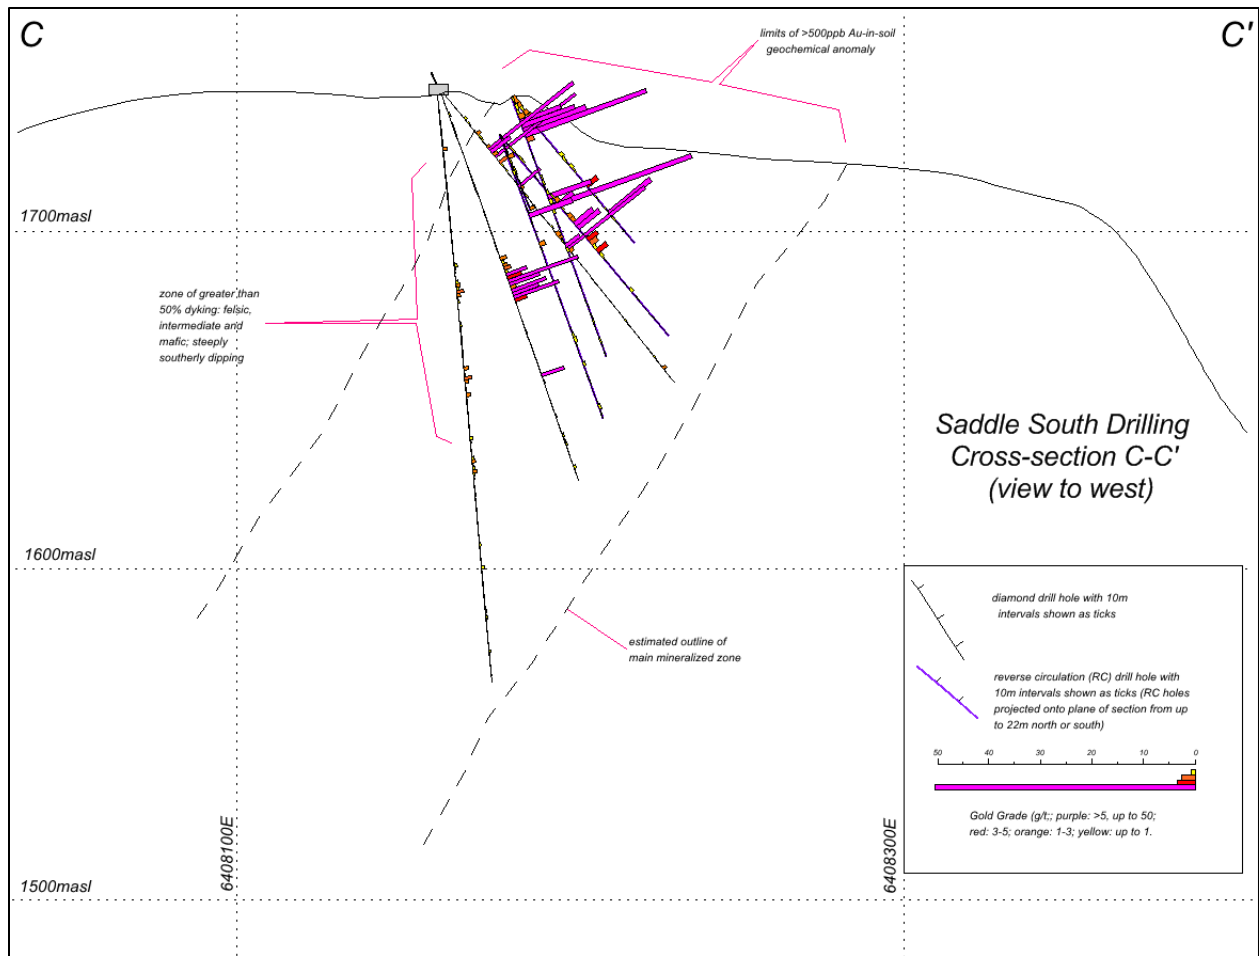 C
C'
limits of >500ppb Au-in-soil
geochemical anomaly
1700masl
zone of greater than
50% dyking: felsic,
intermediate and
mafic; steeply
southerly dipping
Saddle South Drilling
Cross-section C-C'
(view to west)
1600masl
estimated outline of
main mineralized zone
diamond drill hole with 10m
intervals shown as ticks
reverse circulation (RC) drill hole with
10m intervals shown as ticks (RC holes
projected onto plane of section from up
to 22m north or south)
50 40 30 20 10 0
Gold Grade (g/t;; purple: >5, up to 50;
red: 3-5; orange: 1-3; yellow: up to 1.
6408100E
6408300E
1500masl